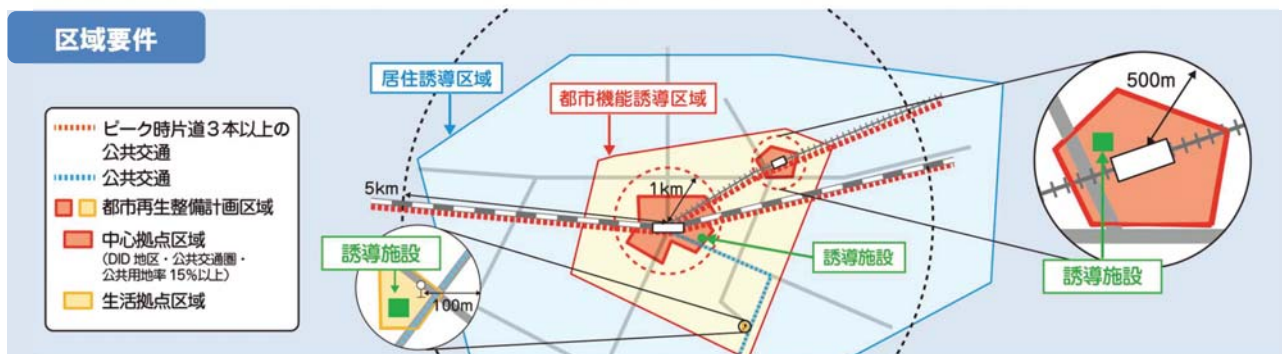 区域要件
居住誘導区域
都市機能誘導区域
500m
ピーク時片道3本以上の
公共交通
公共交通
都市再生整備計画区域
中心拠点区域
(DID 地区・公共交通圏・
公共用地率 15%以上)
生活拠点区域
5km
1km
誘導施設
100m
誘導施設
誘導施設